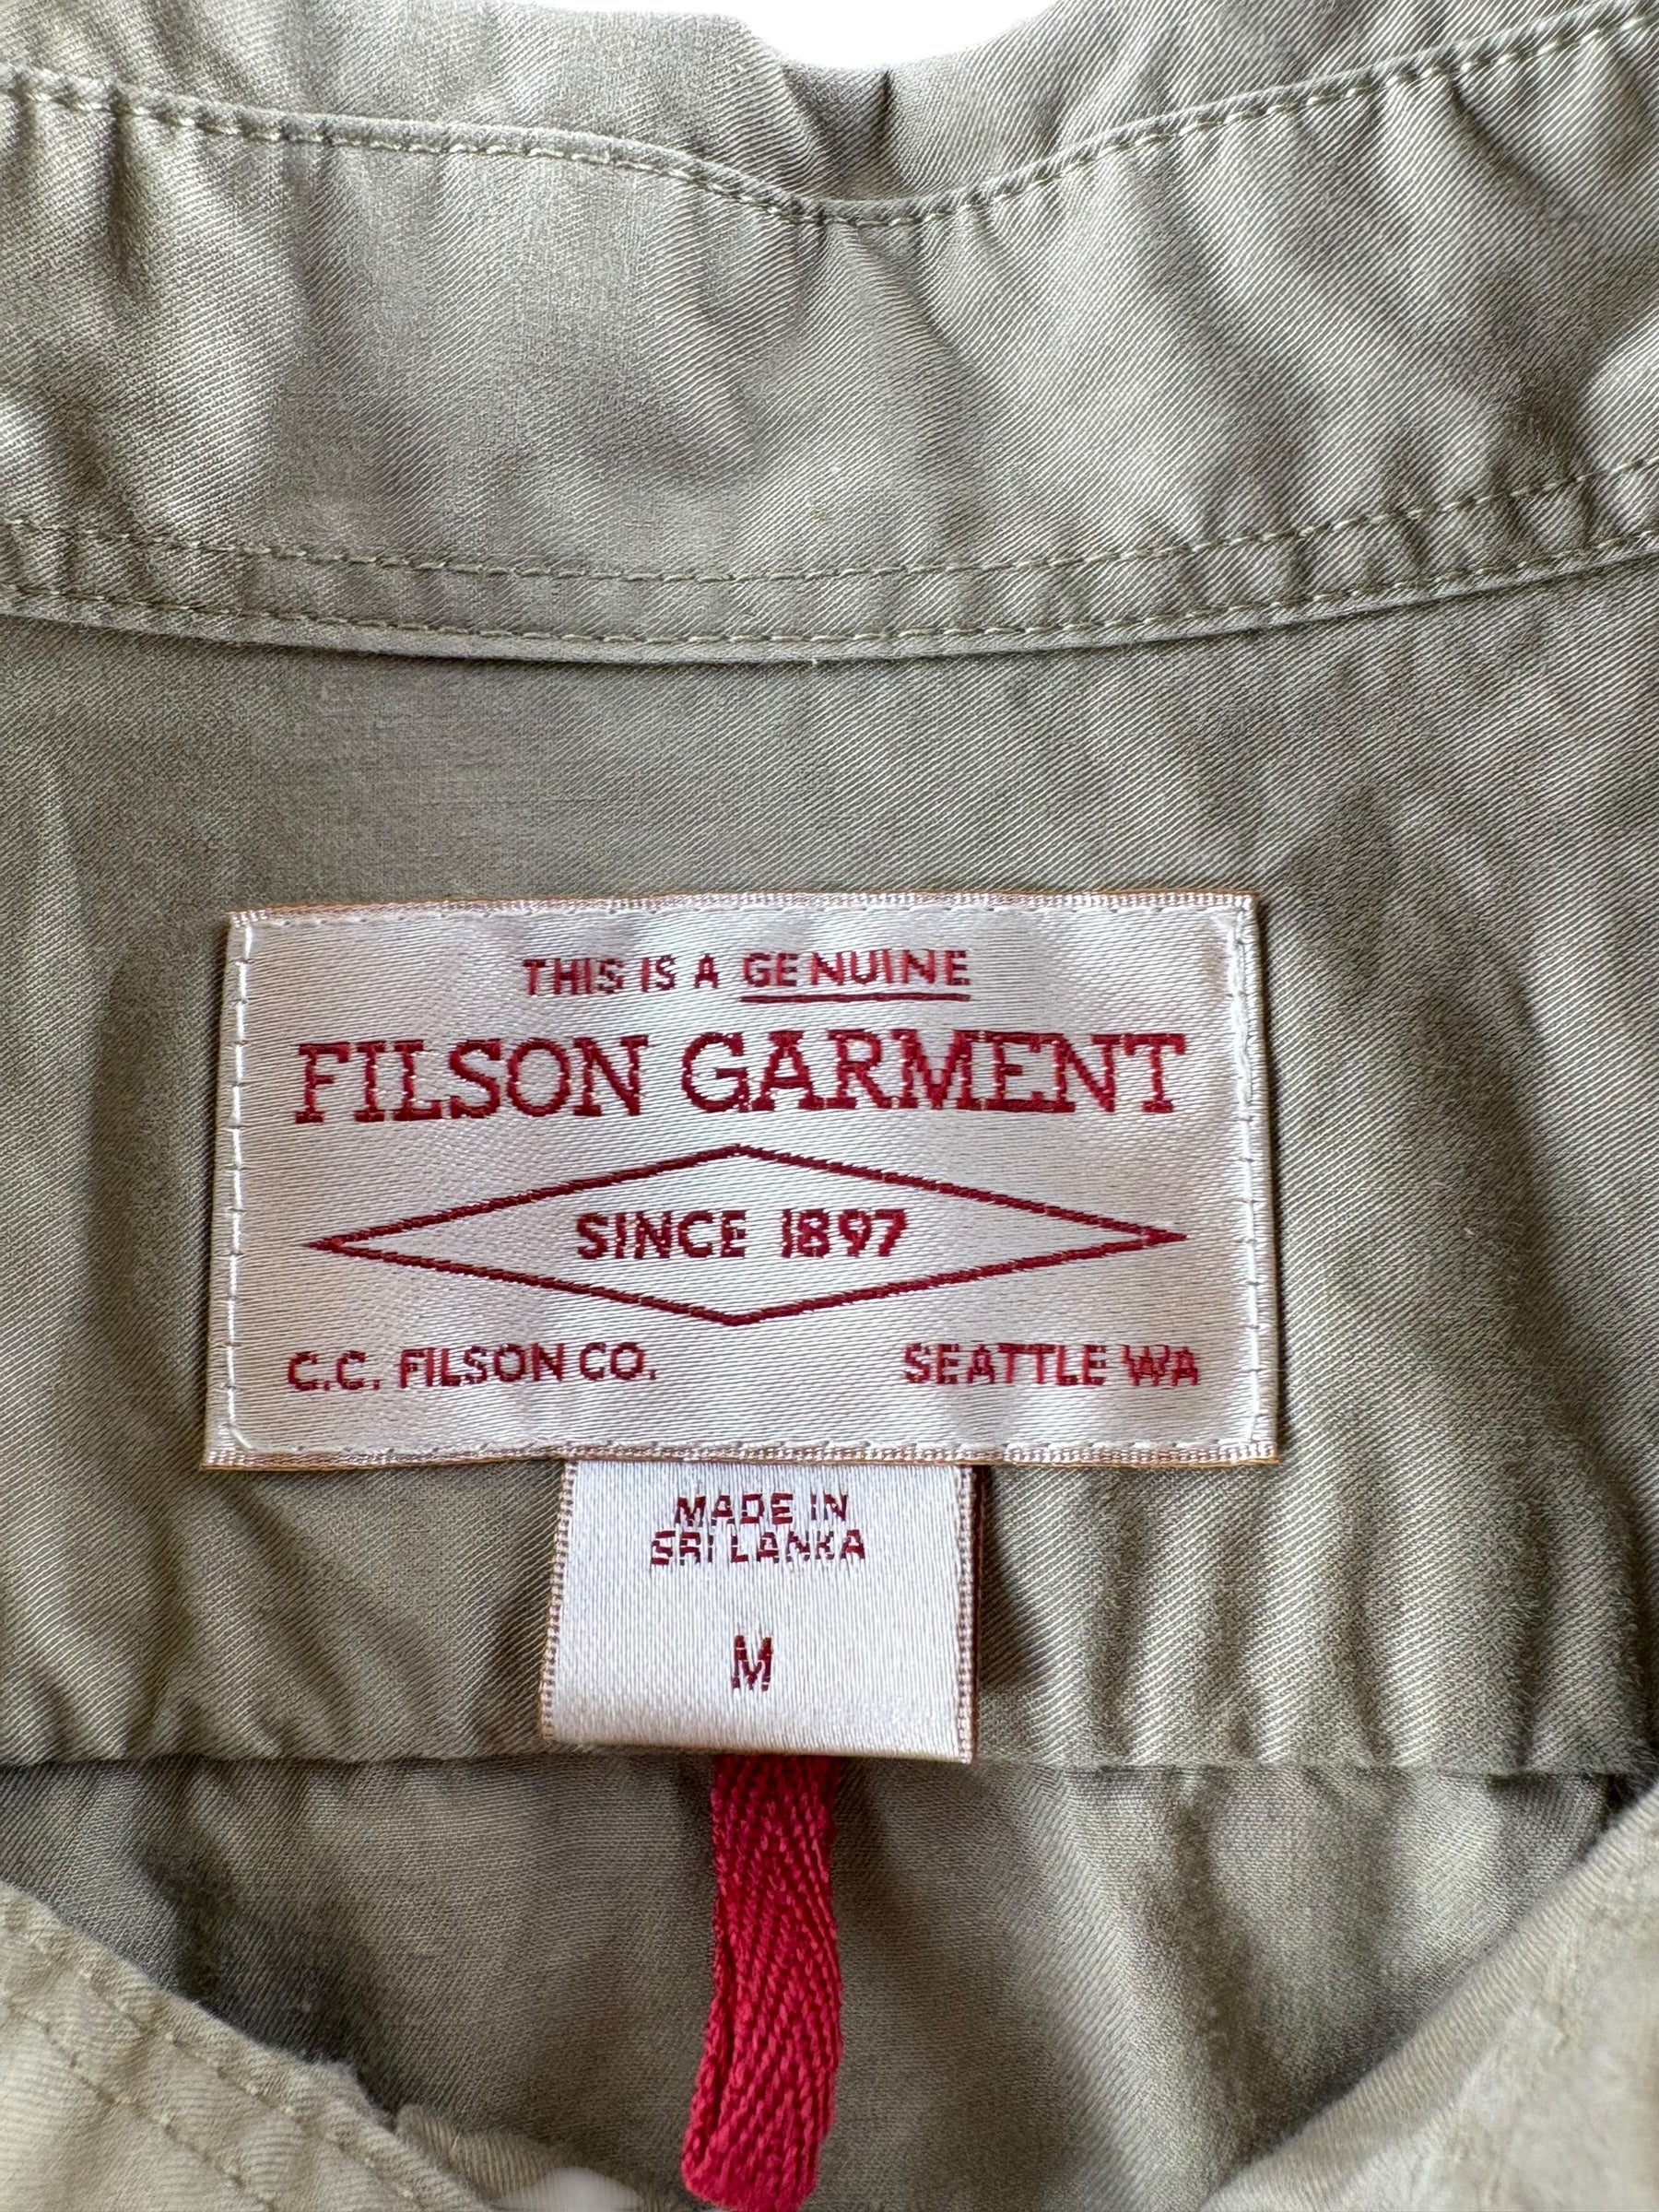 THIS IS A GENUINE
FILSON GARMENT
SINCE 1897
C.C. FILSON CO. SEATTLE WA
MADE IN
SRI LANKA
M